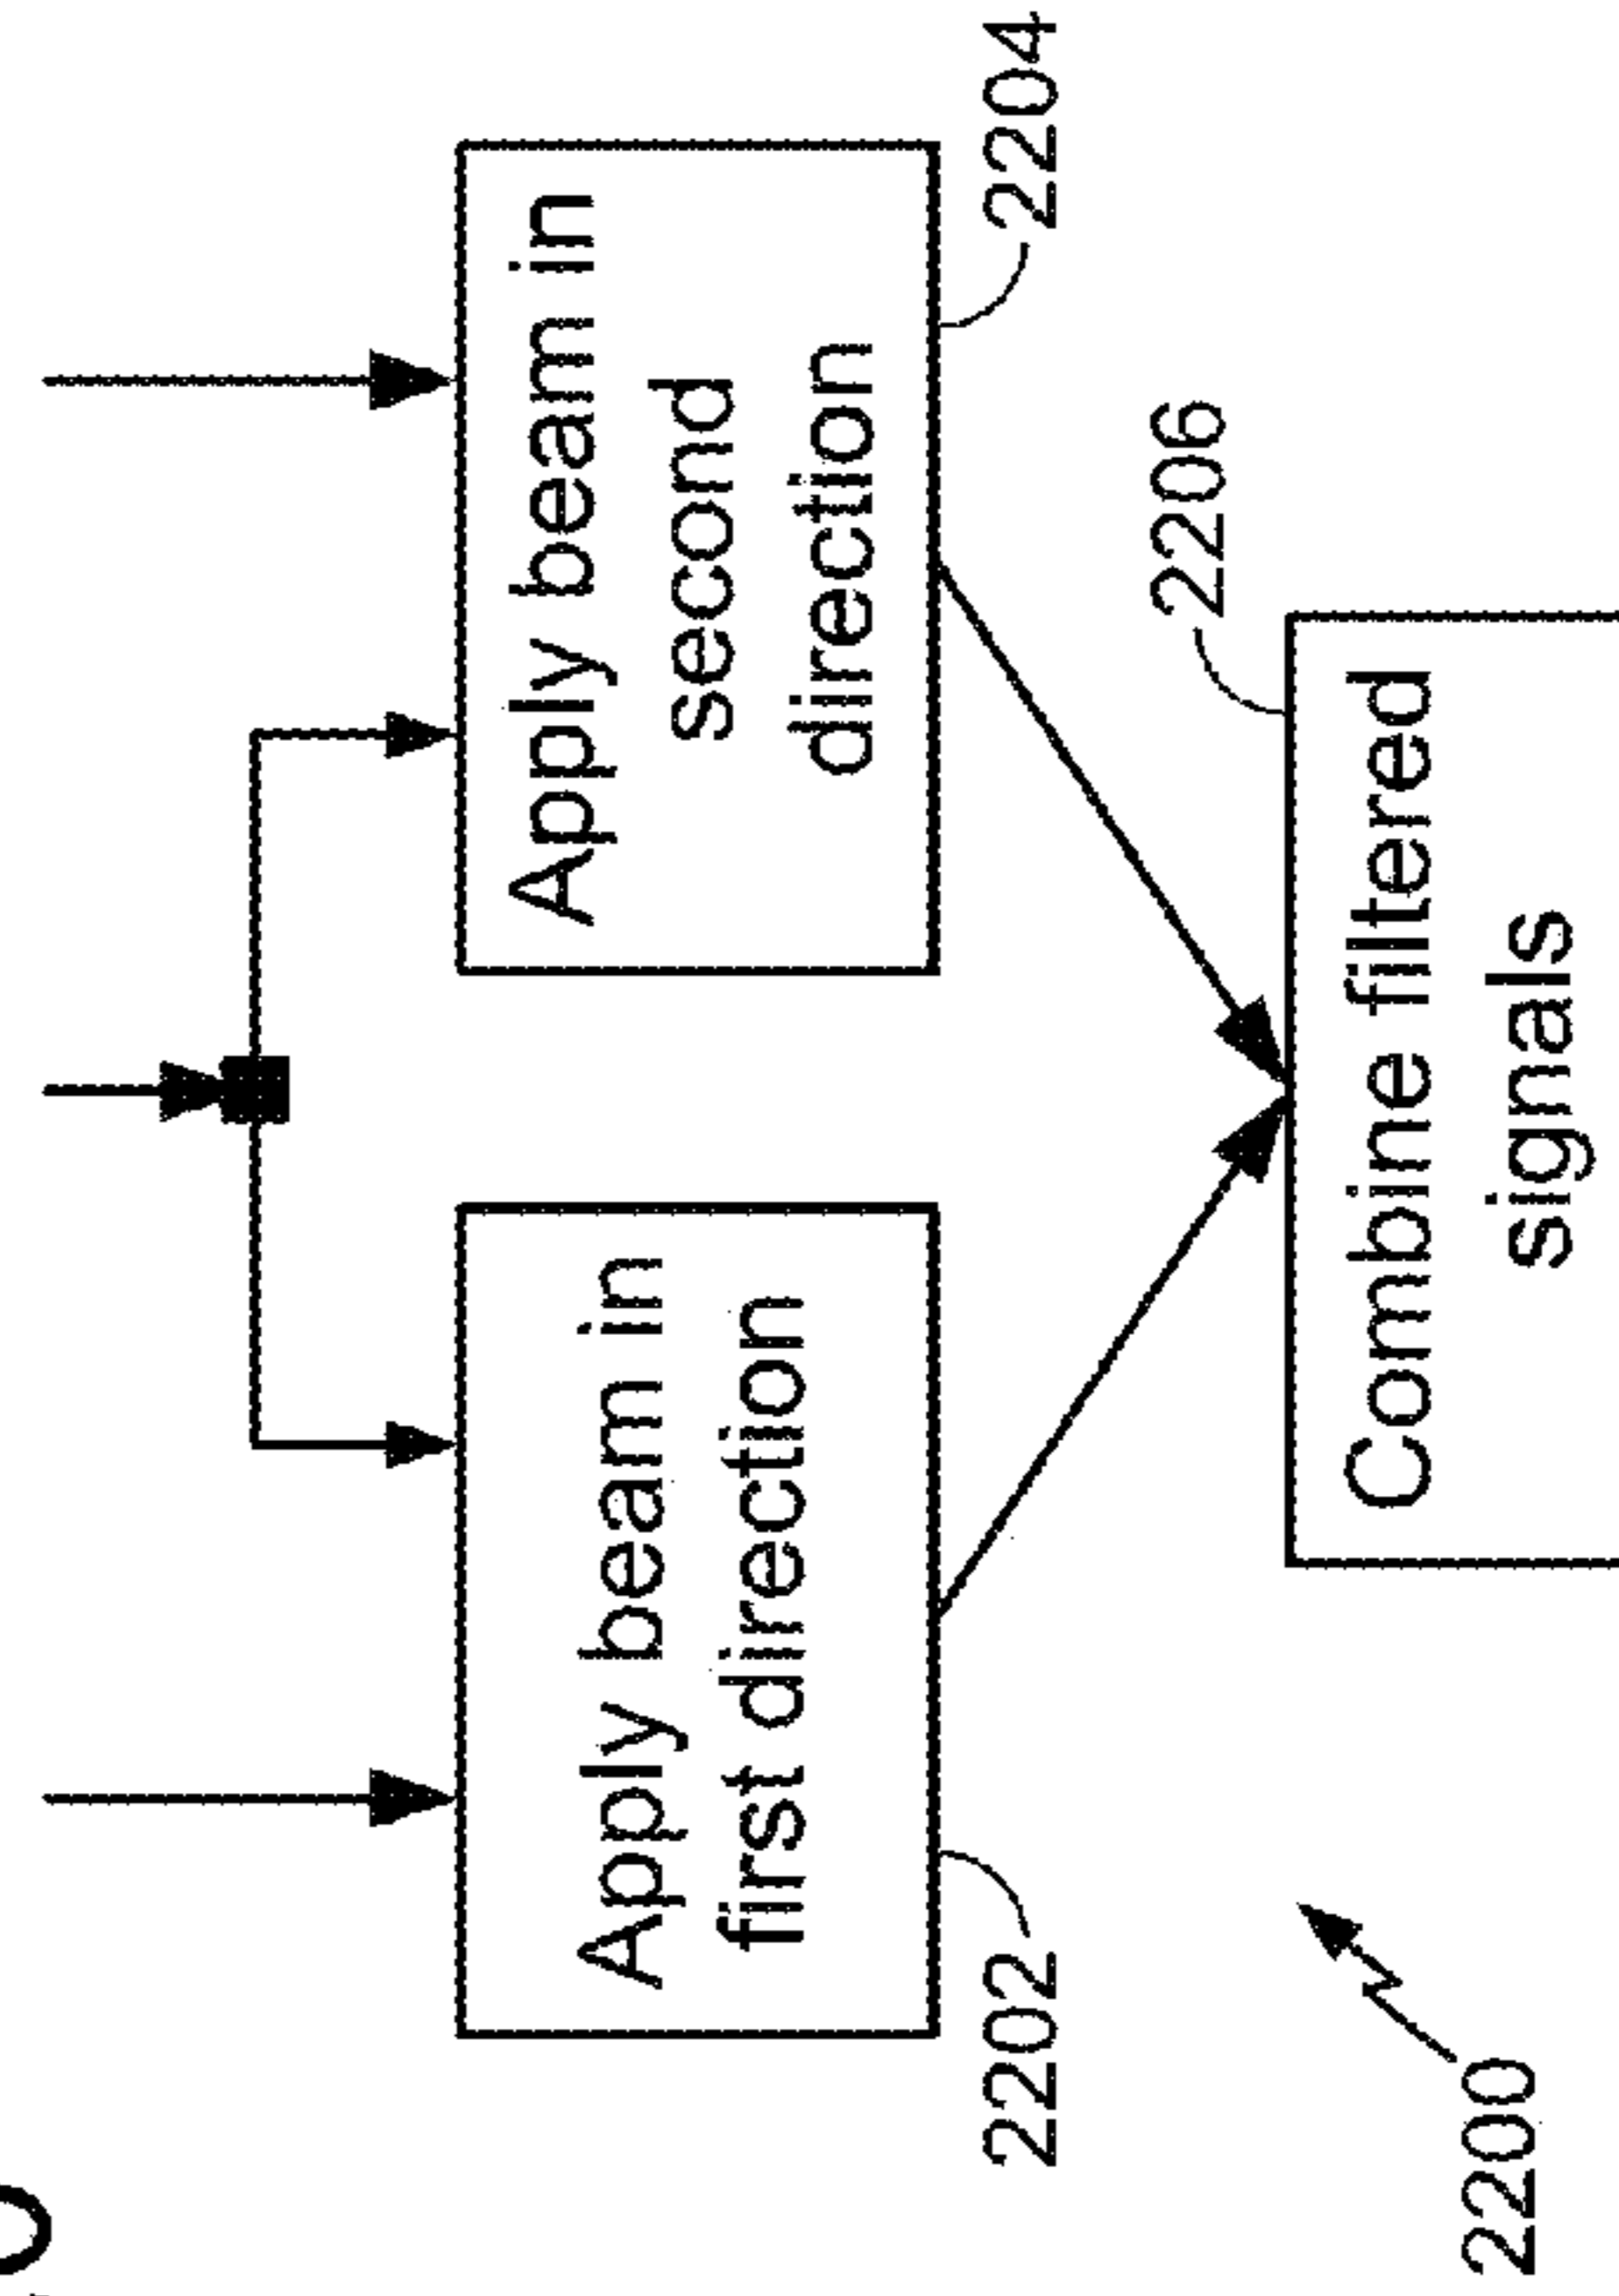 Apply beam in
first direction
2202
Apply beam in
second
direction
2204
2206
Combine filtered
signals
2200